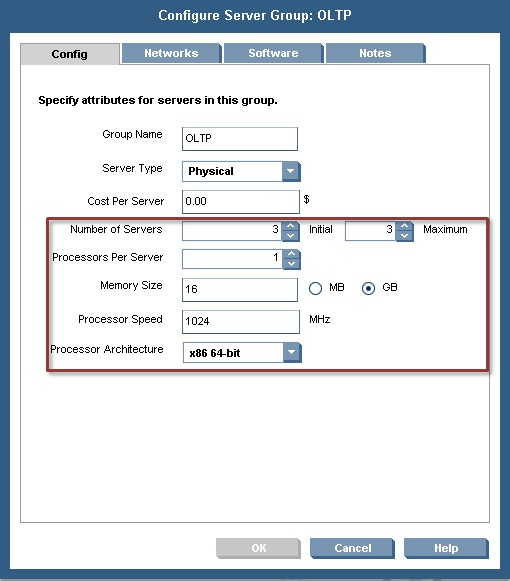 Configure Server Group: OLTP
Config Networks Software Notes
Specify attributes for servers in this group.
Group Name OLTP
Server Type Physical
Cost Per Server 0.00 $
Number of Servers 3 Initial 3 Maximum
Processors Per Server 1
Memory Size 16 MB GB
Processor Speed 1024 MHz
Processor Architecture x86 64-bit
OK Cancel Help